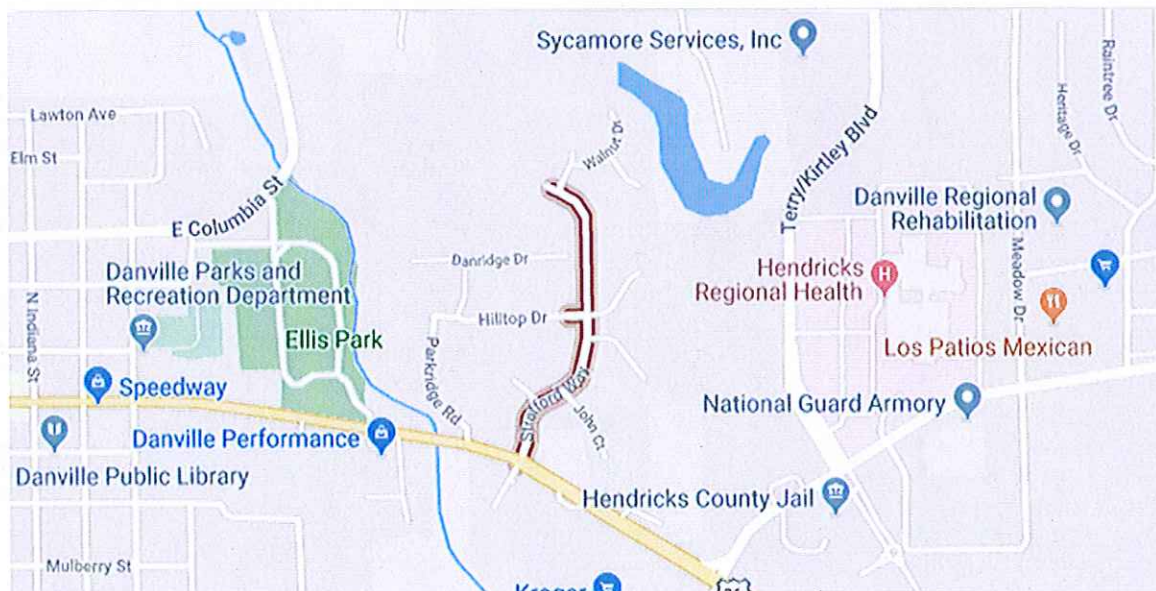 Sycamore Services, Inc
Lawton Ave
Elm St
Walnut Dr
Terry/Kirtley Blvd
Heritage Dr
Raintree Dr
E Columbia St
Danville Regional
Rehabilitation
Danridge Dr
Danville Parks and
Recreation Department
Hendricks
Regional Health
Meadow Dr
N Indiana St
Hilltop Dr
Ellis Park
Parkridge Rd
Los Patios Mexican
Speedway
Stratford Way
John Ct
National Guard Armory
Danville Performance
Danville Public Library
Hendricks County Jail
Mulberry St
Kroger